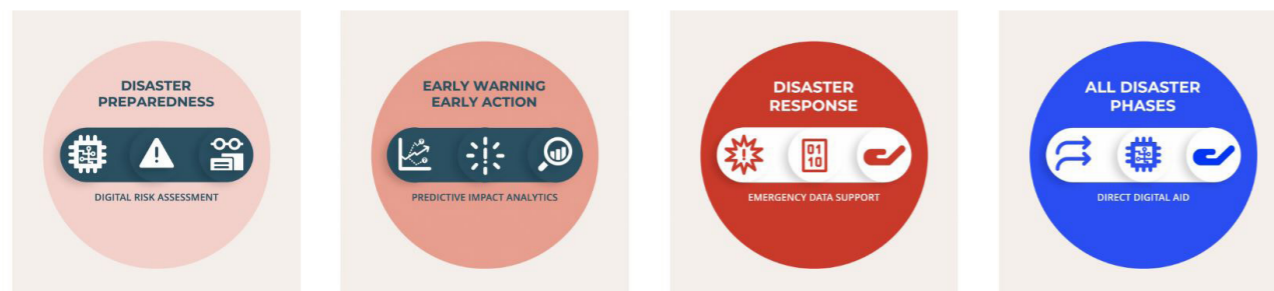 DISASTER
PREPAREDNESS
DIGITAL RISK ASSESSMENT
EARLY WARNING
EARLY ACTION
PREDICTIVE IMPACT ANALYTICS
DISASTER
RESPONSE
01
10
EMERGENCY DATA SUPPORT
ALL DISASTER
PHASES
DIRECT DIGITAL AID